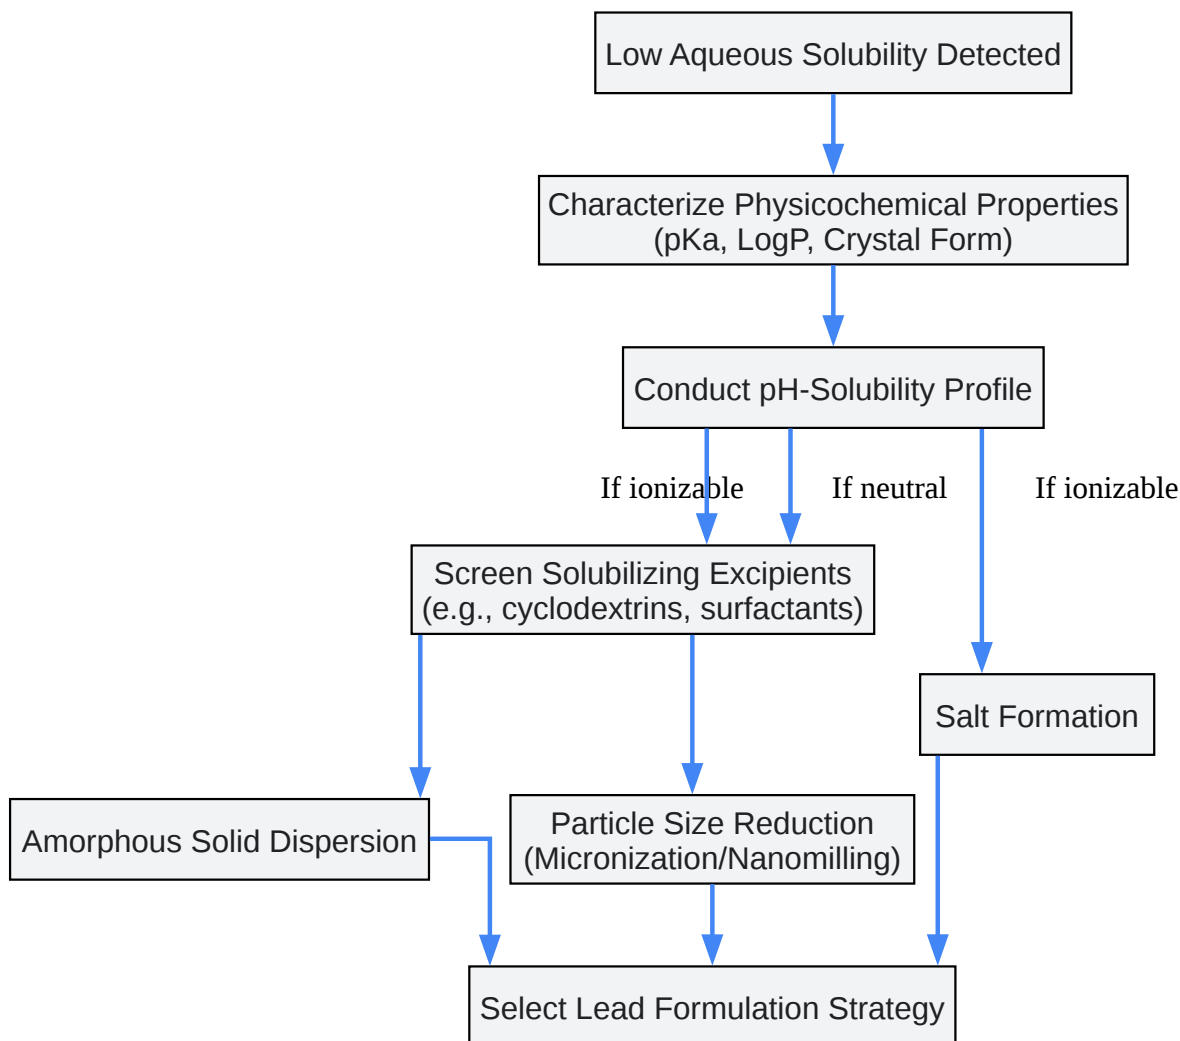 Low Aqueous Solubility Detected
Characterize Physicochemical Properties
(pKa, LogP, Crystal Form)
Conduct pH-Solubility Profile
If ionizable
If neutral
If ionizable
Screen Solubilizing Excipients
(e.g., cyclodextrins, surfactants)
Salt Formation
Amorphous Solid Dispersion
Particle Size Reduction
(Micronization/Nanomilling)
Select Lead Formulation Strategy